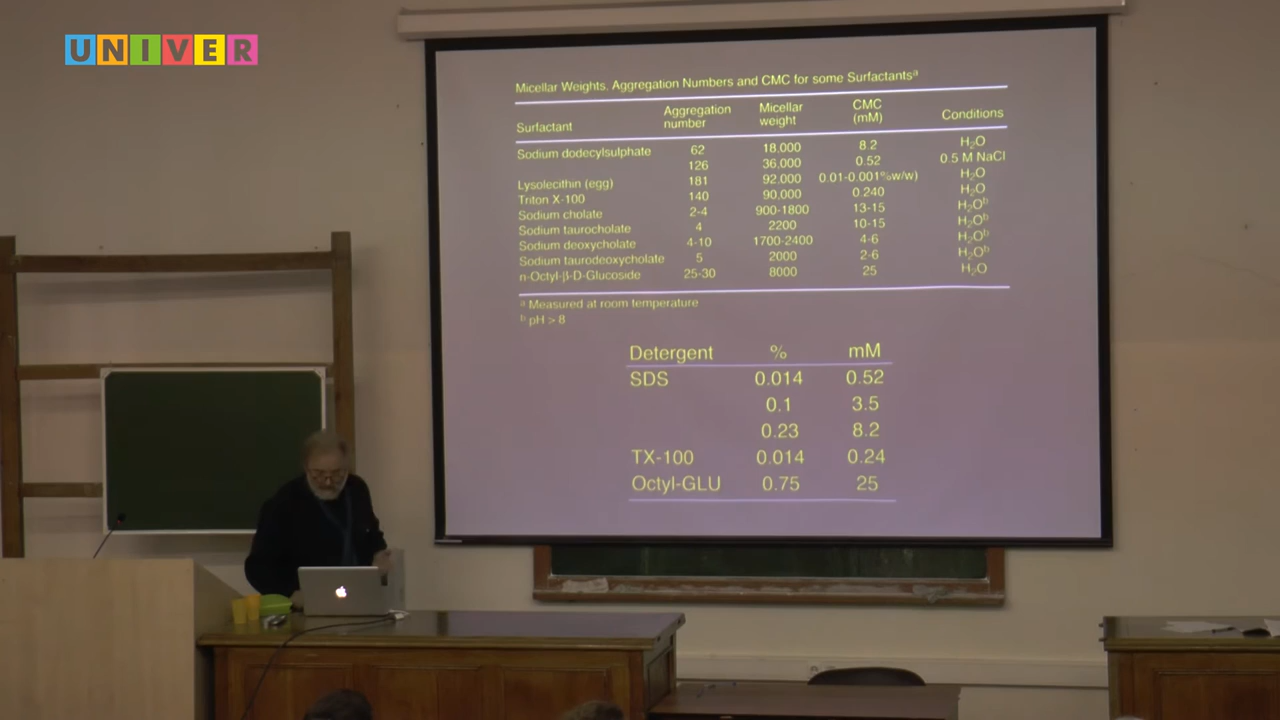 UNIVER
Micellar Weights, Aggregation Numbers and CMC for some Surfactantsᵃ
Surfactant Aggregation number Micellar weight CMC (mM) Conditions
Sodium dodecylsulphate 62 18,000 8.2 H₂O
126 36,000 0.52 0.5 M NaCl
Lysolecithin (egg) 181 92,000 0.01-0.001%w/w) H₂O
Triton X-100 140 90,000 0.240 H₂O
Sodium cholate 2-4 900-1800 13-15 H₂Oᵇ
Sodium taurocholate 4 2200 10-15 H₂Oᵇ
Sodium deoxycholate 4-10 1700-2400 4-6 H₂Oᵇ
Sodium taurodeoxycholate 5 2000 2-6 H₂Oᵇ
n-Octyl-β-D-Glucoside 25-30 8000 25 H₂O
ᵃ Measured at room temperature
ᵇ pH > 8
Detergent % mM
SDS 0.014 0.52
0.1 3.5
0.23 8.2
TX-100 0.014 0.24
Octyl-GLU 0.75 25